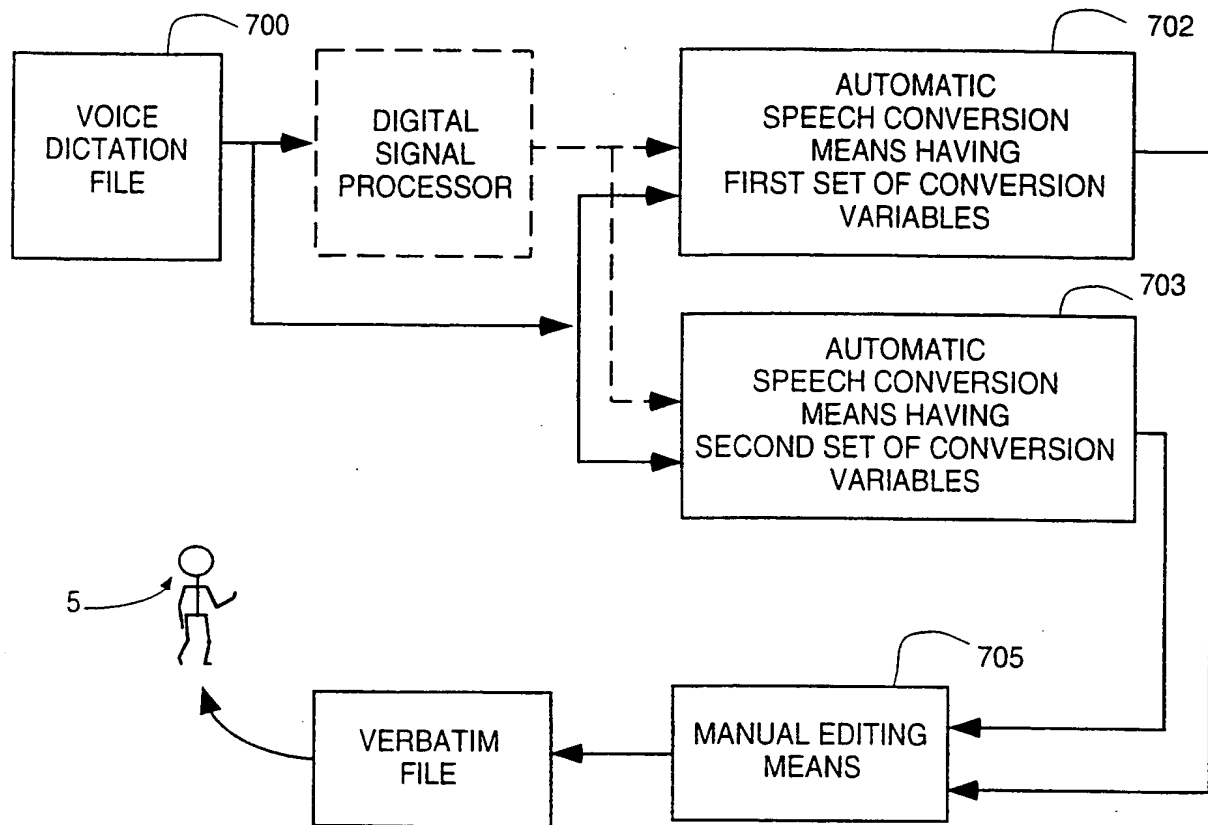 700
VOICE
DICTATION
FILE
DIGITAL
SIGNAL
PROCESSOR
702
AUTOMATIC
SPEECH CONVERSION
MEANS HAVING
FIRST SET OF CONVERSION
VARIABLES
703
AUTOMATIC
SPEECH CONVERSION
MEANS HAVING
SECOND SET OF CONVERSION
VARIABLES
5
VERBATIM
FILE
705
MANUAL EDITING
MEANS